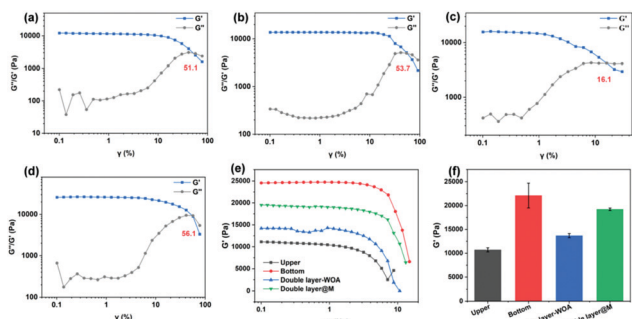 (a)
G'
G''
G''/G' (Pa)
10000
1000
100
10
51.1
0.1
1
10
100
γ (%)
(b)
G'
G''
G''/G' (Pa)
10000
1000
100
53.7
0.1
1
10
100
γ (%)
(c)
G'
G''
G''/G' (Pa)
10000
1000
16.1
0.1
1
10
γ (%)
(d)
G'
G''
G''/G' (Pa)
10000
1000
100
56.1
0.1
1
10
100
γ (%)
(e)
G' (Pa)
25000
20000
15000
10000
5000
0
Upper
Bottom
Double layer-WOA
Double layer@M
0.1
1
10
(f)
G' (Pa)
25000
20000
15000
10000
5000
0
Upper
Bottom
layer-WOA
layer@M